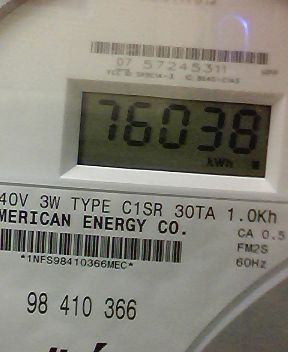 07 57245311
76038
kWh
40V 3W TYPE C1SR 30TA 1.0Kh
MERICAN ENERGY CO.
CA 0.5
FM2S
*1NFS98410366MEC*
60Hz
98 410 366